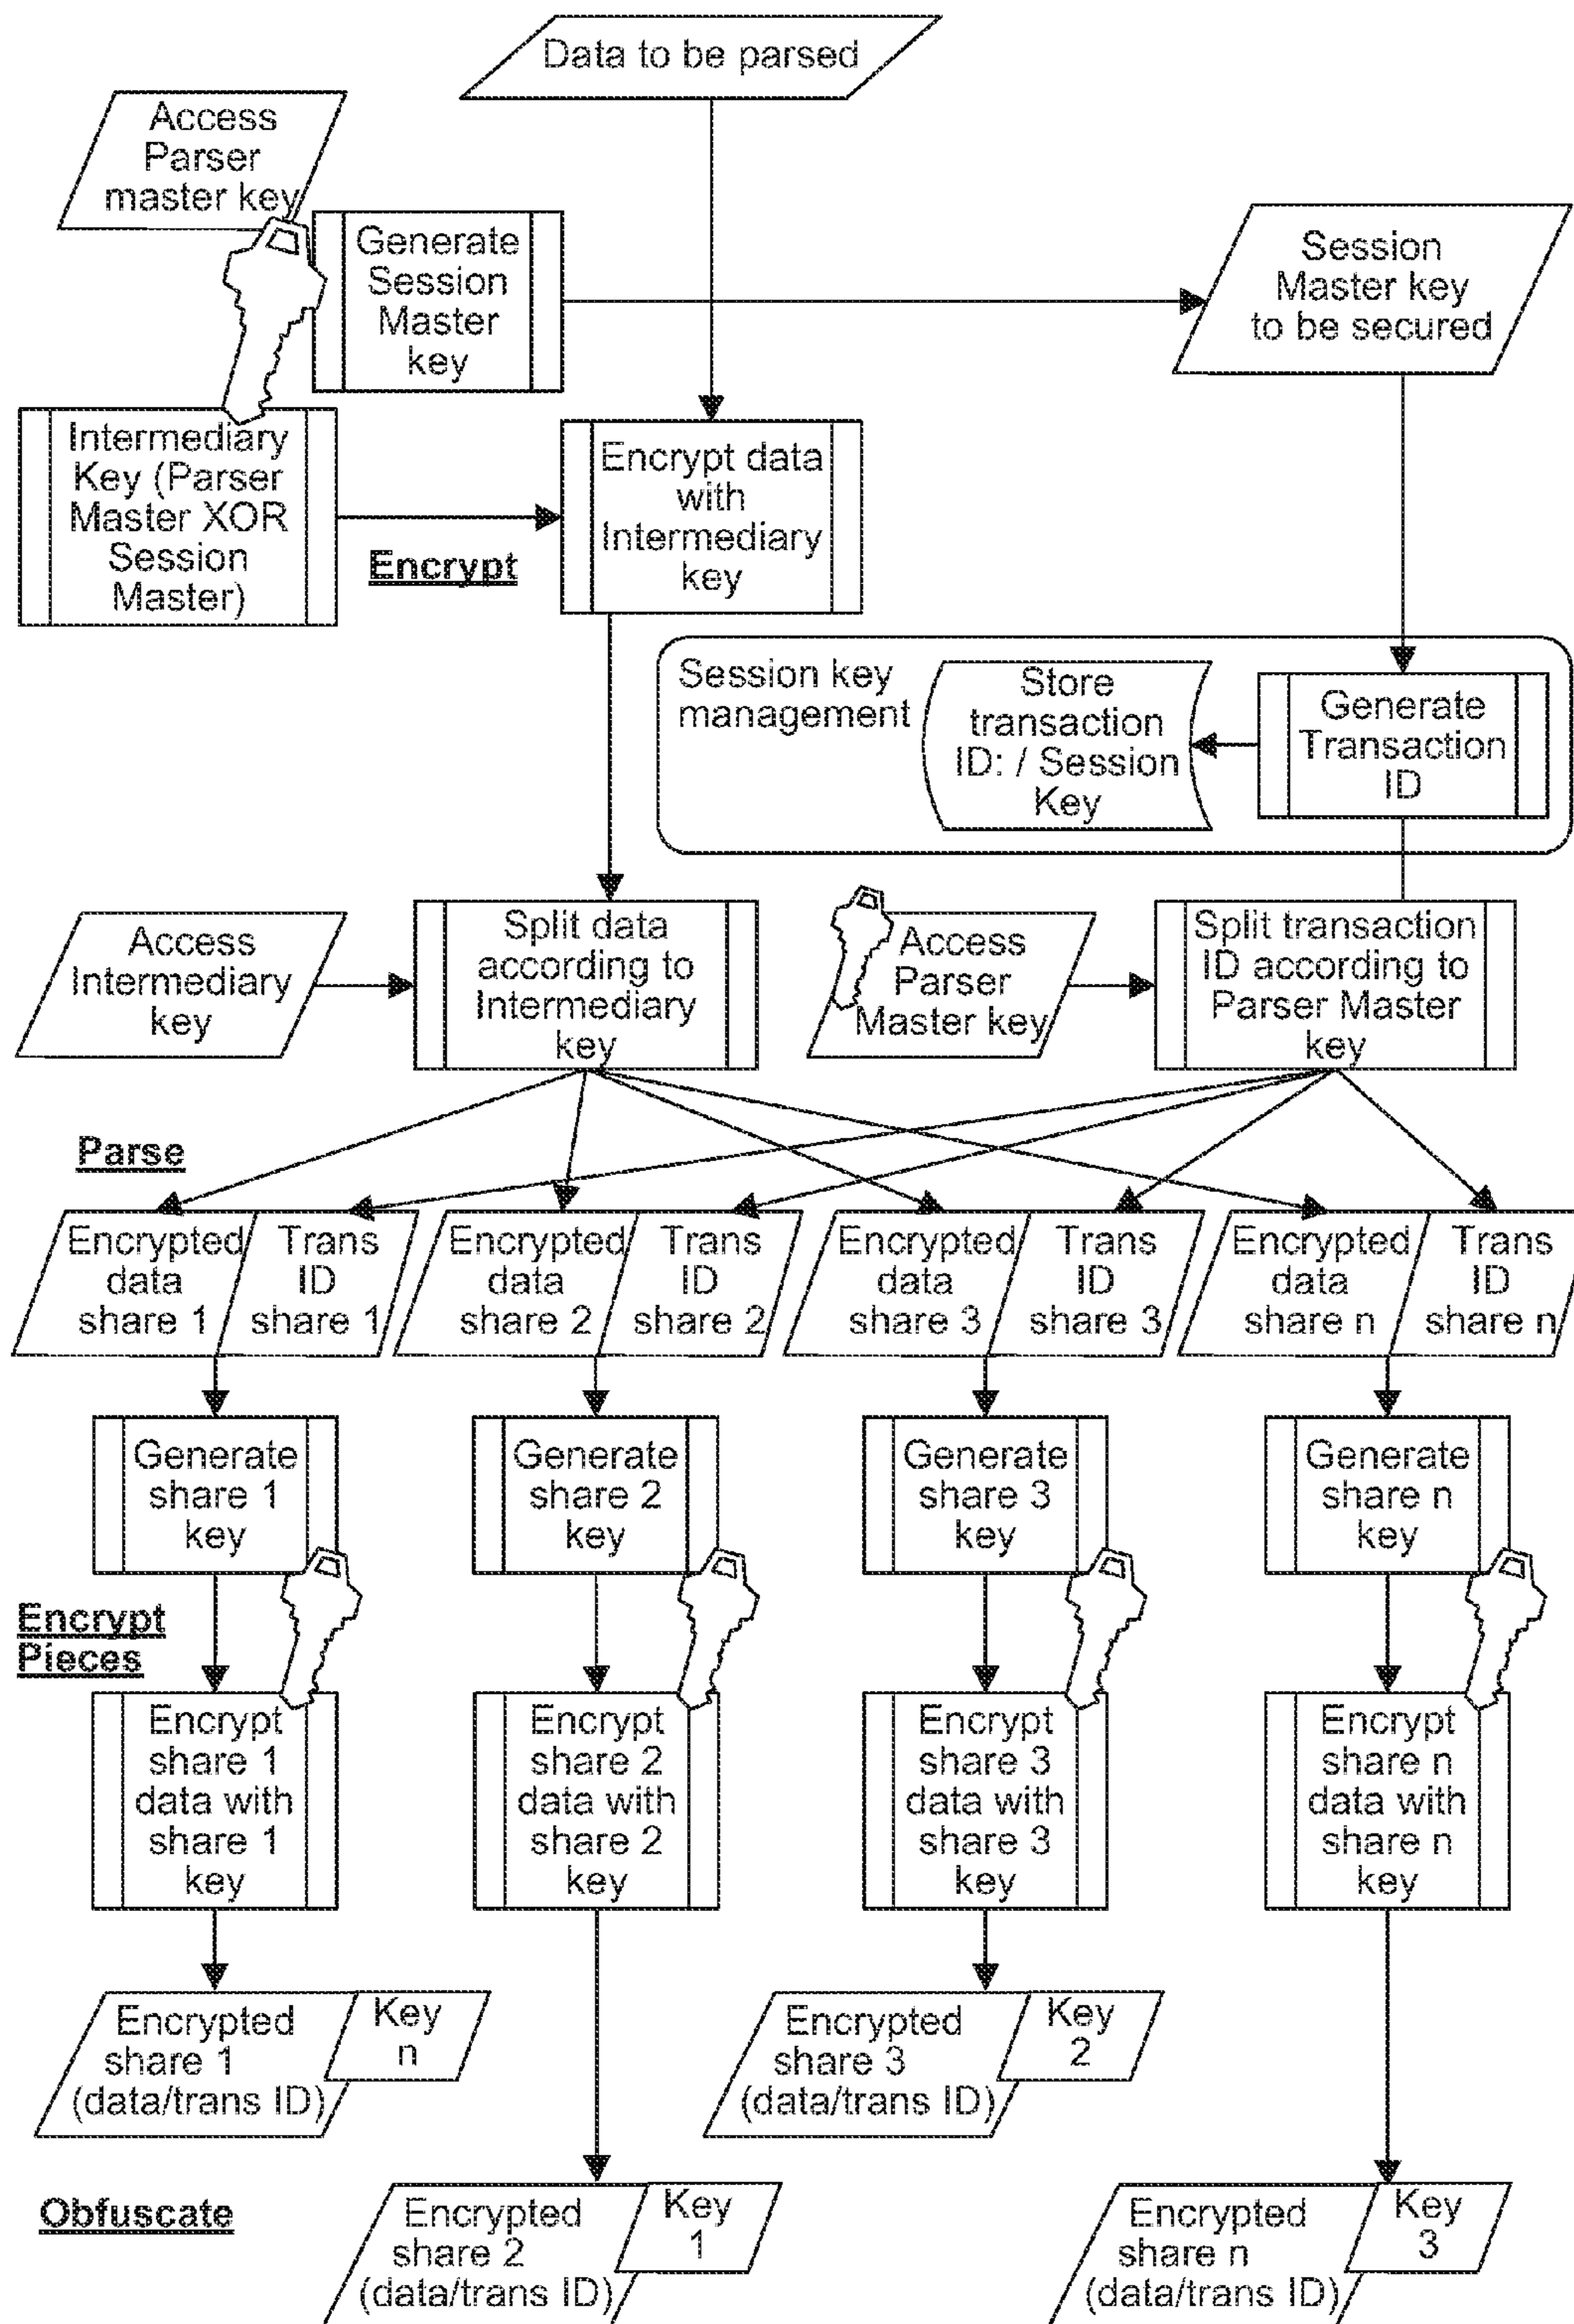 Data to be parsed
Access
Parser
master key
Generate
Session
Master
key
Session
Master key
to be secured
Intermediary
Key (Parser
Master XOR
Session
Master)
Encrypt
Encrypt data
with
Intermediary
key
Session key
management
Store
transaction
ID: / Session
Key
Generate
Transaction
ID
Access
Intermediary
key
Split data
according to
Intermediary
key
Access
Parser
Master key
Split transaction
ID according to
Parser Master
key
Parse
Encrypted
data
share 1
Trans
ID
share 1
Encrypted
data
share 2
Trans
ID
share 2
Encrypted
data
share 3
Trans
ID
share 3
Encrypted
data
share n
Trans
ID
share n
Generate
share 1
key
Generate
share 2
key
Generate
share 3
key
Generate
share n
key
Encrypt
Pieces
Encrypt
share 1
data with
share 1
key
Encrypt
share 2
data with
share 2
key
Encrypt
share 3
data with
share 3
key
Encrypt
share n
data with
share n
key
Encrypted
share 1
(data/trans ID)
Key
n
Encrypted
share 3
(data/trans ID)
Key
2
Obfuscate
Encrypted
share 2
(data/trans ID)
Key
1
Encrypted
share n
(data/trans ID)
Key
3